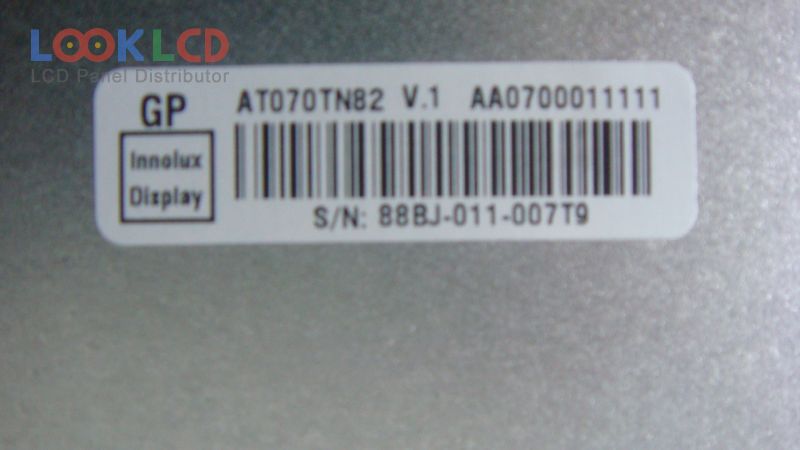 LOOKLCD
LCD Panel Distributor
GP AT070TN82 V.1 AA0700011111
Innolux
Display
S/N: 88BJ-011-007T9